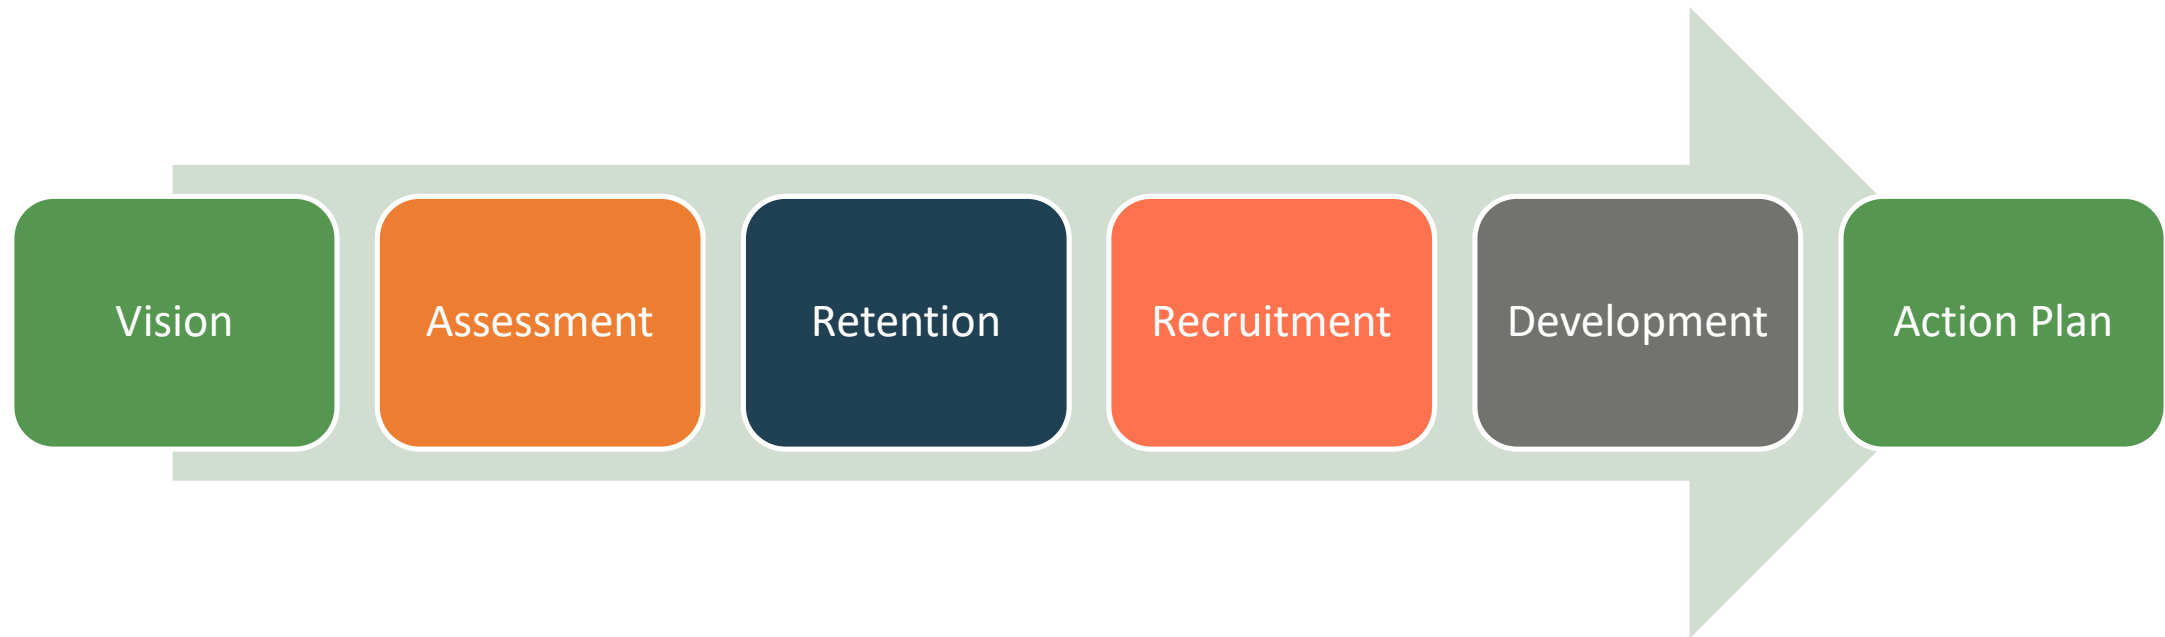 Vision
Assessment
Retention
Recruitment
Development
Action Plan